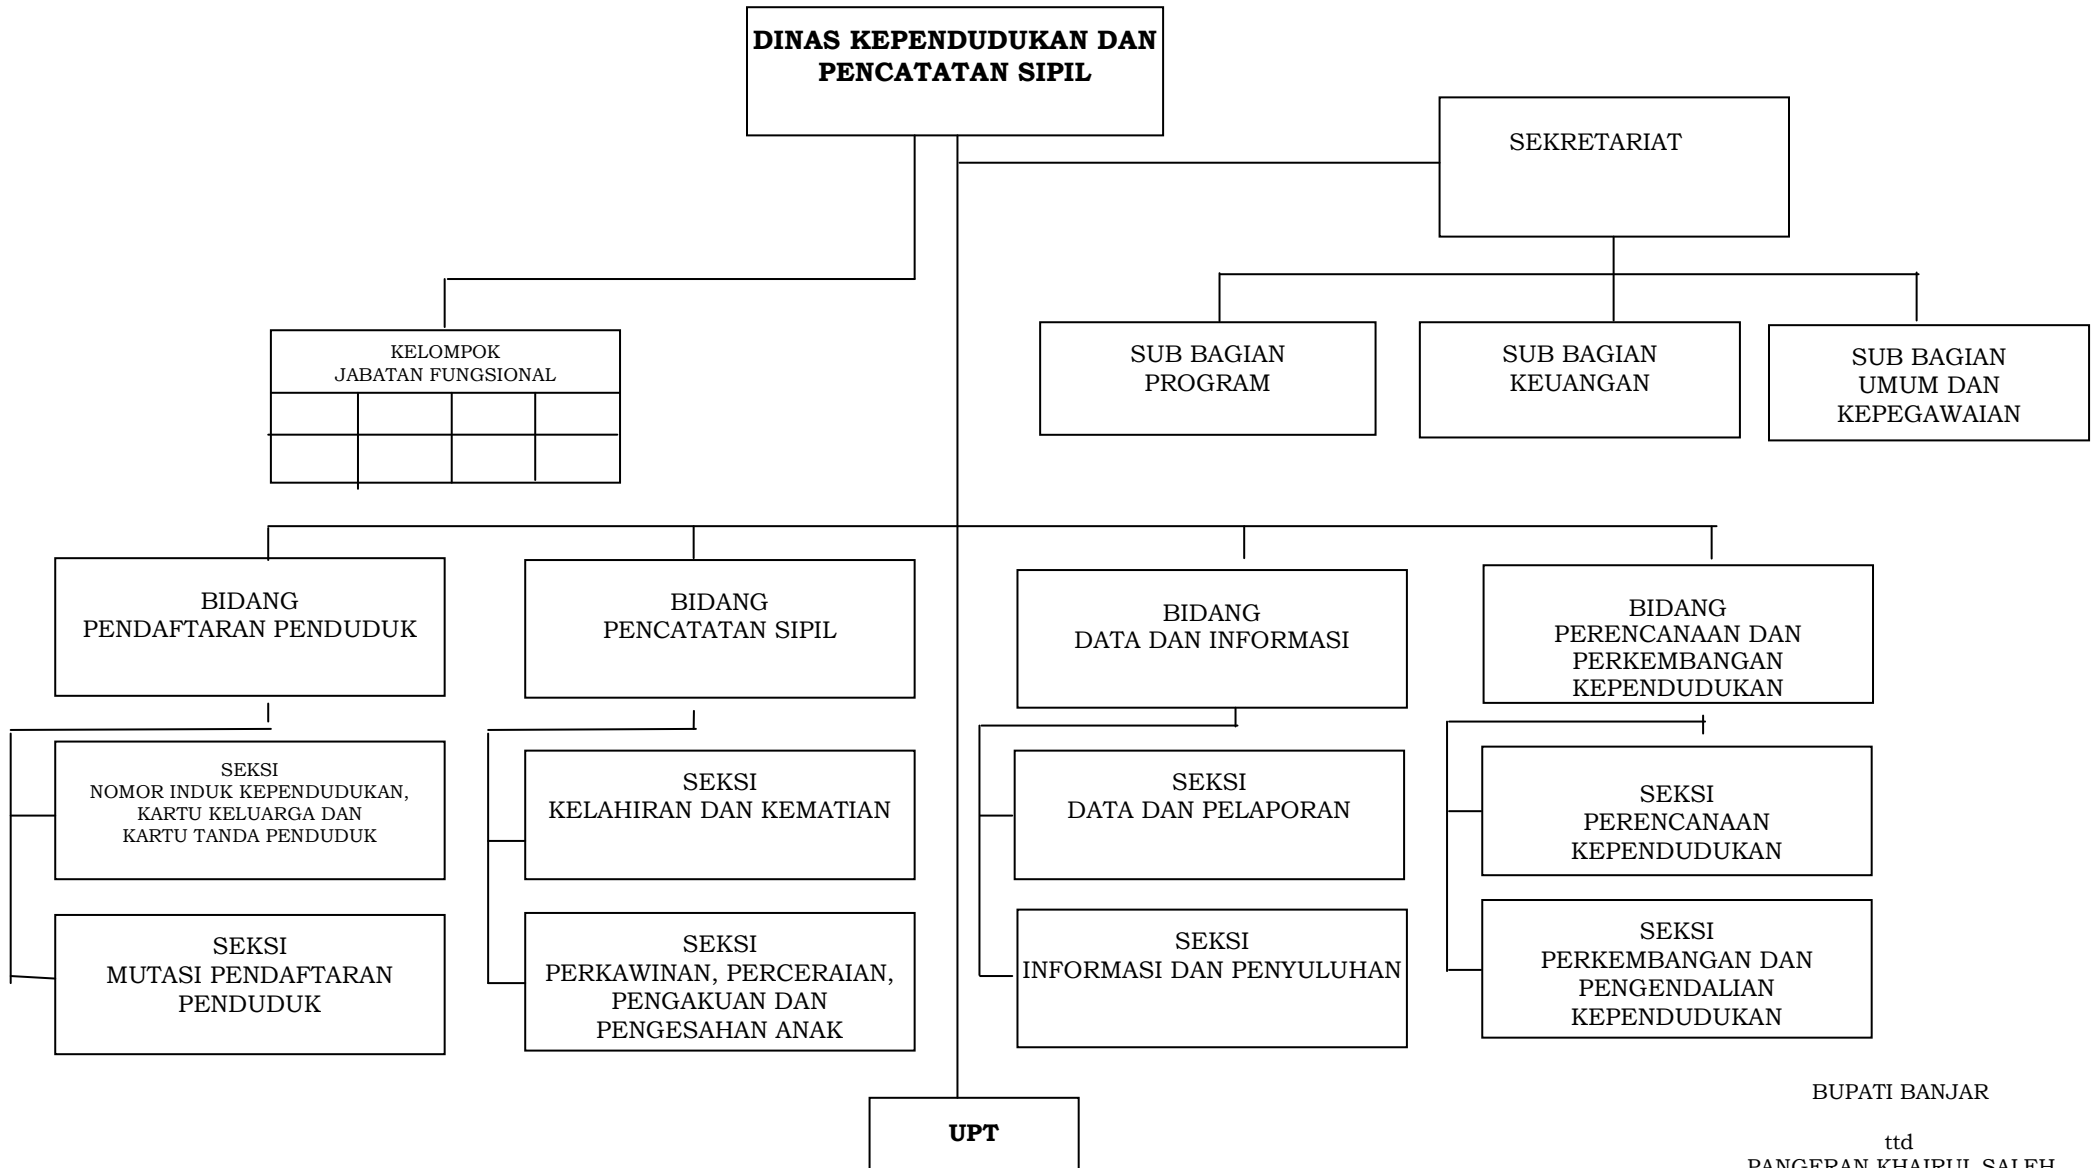 DINAS KEPENDUDUKAN DAN
PENCATATAN SIPIL
SEKRETARIAT
KELOMPOK
JABATAN FUNGSIONAL
SUB BAGIAN
PROGRAM
SUB BAGIAN
KEUANGAN
SUB BAGIAN
UMUM DAN
KEPEGAWAIAN
BIDANG
PENDAFTARAN PENDUDUK
BIDANG
PENCATATAN SIPIL
BIDANG
DATA DAN INFORMASI
BIDANG
PERENCANAAN DAN
PERKEMBANGAN
KEPENDUDUKAN
SEKSI
NOMOR INDUK KEPENDUDUKAN,
KARTU KELUARGA DAN
KARTU TANDA PENDUDUK
SEKSI
KELAHIRAN DAN KEMATIAN
SEKSI
DATA DAN PELAPORAN
SEKSI
PERENCANAAN
KEPENDUDUKAN
SEKSI
MUTASI PENDAFTARAN
PENDUDUK
SEKSI
PERKAWINAN, PERCERAIAN,
PENGAKUAN DAN
PENGESAHAN ANAK
SEKSI
INFORMASI DAN PENYULUHAN
SEKSI
PERKEMBANGAN DAN
PENGENDALIAN
KEPENDUDUKAN
UPT
BUPATI BANJAR
ttd
PANGERAN KHAIRUL SALEH